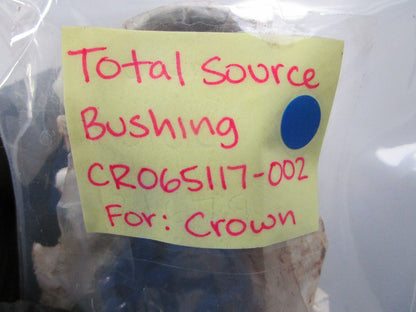 Total Source
Bushing
CR065117-002
For: Crown